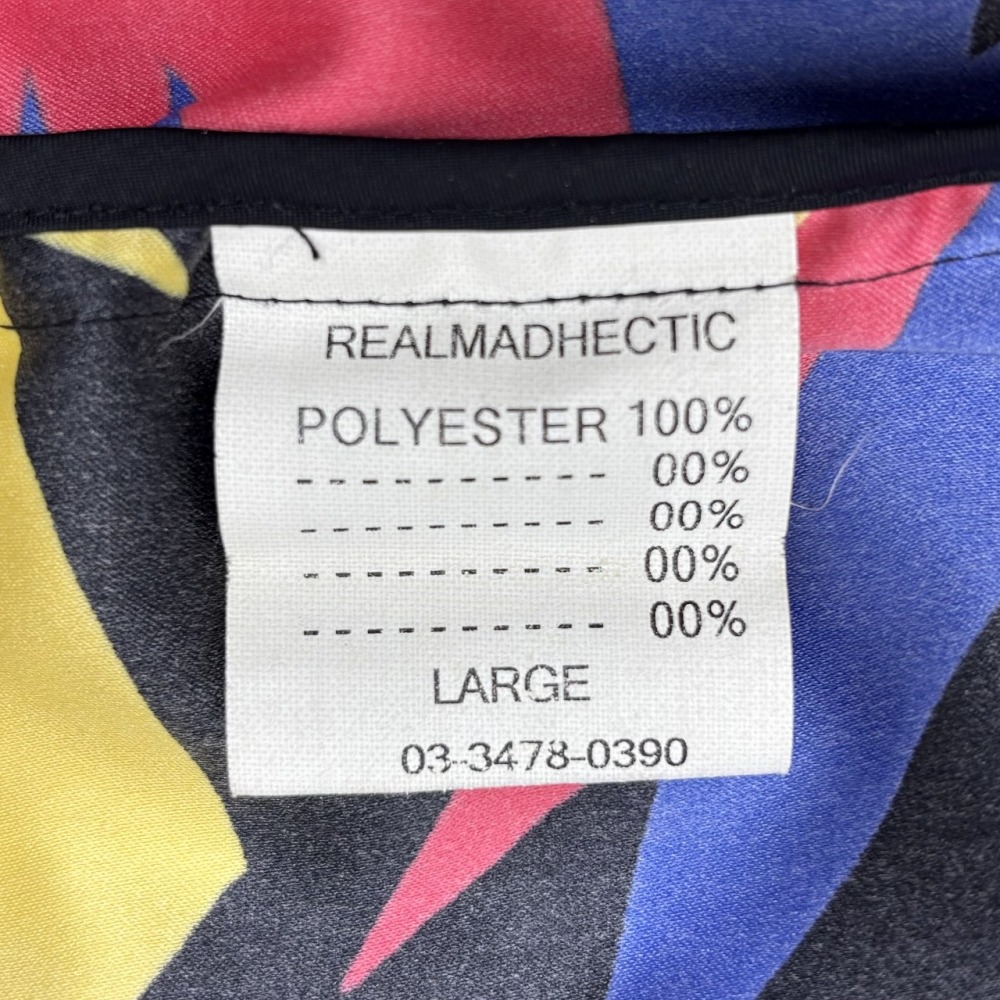 REALMADHECTIC
POLYESTER 100%
---------- 00%
---------- 00%
---------- 00%
---------- 00%
LARGE
03-3478-0390